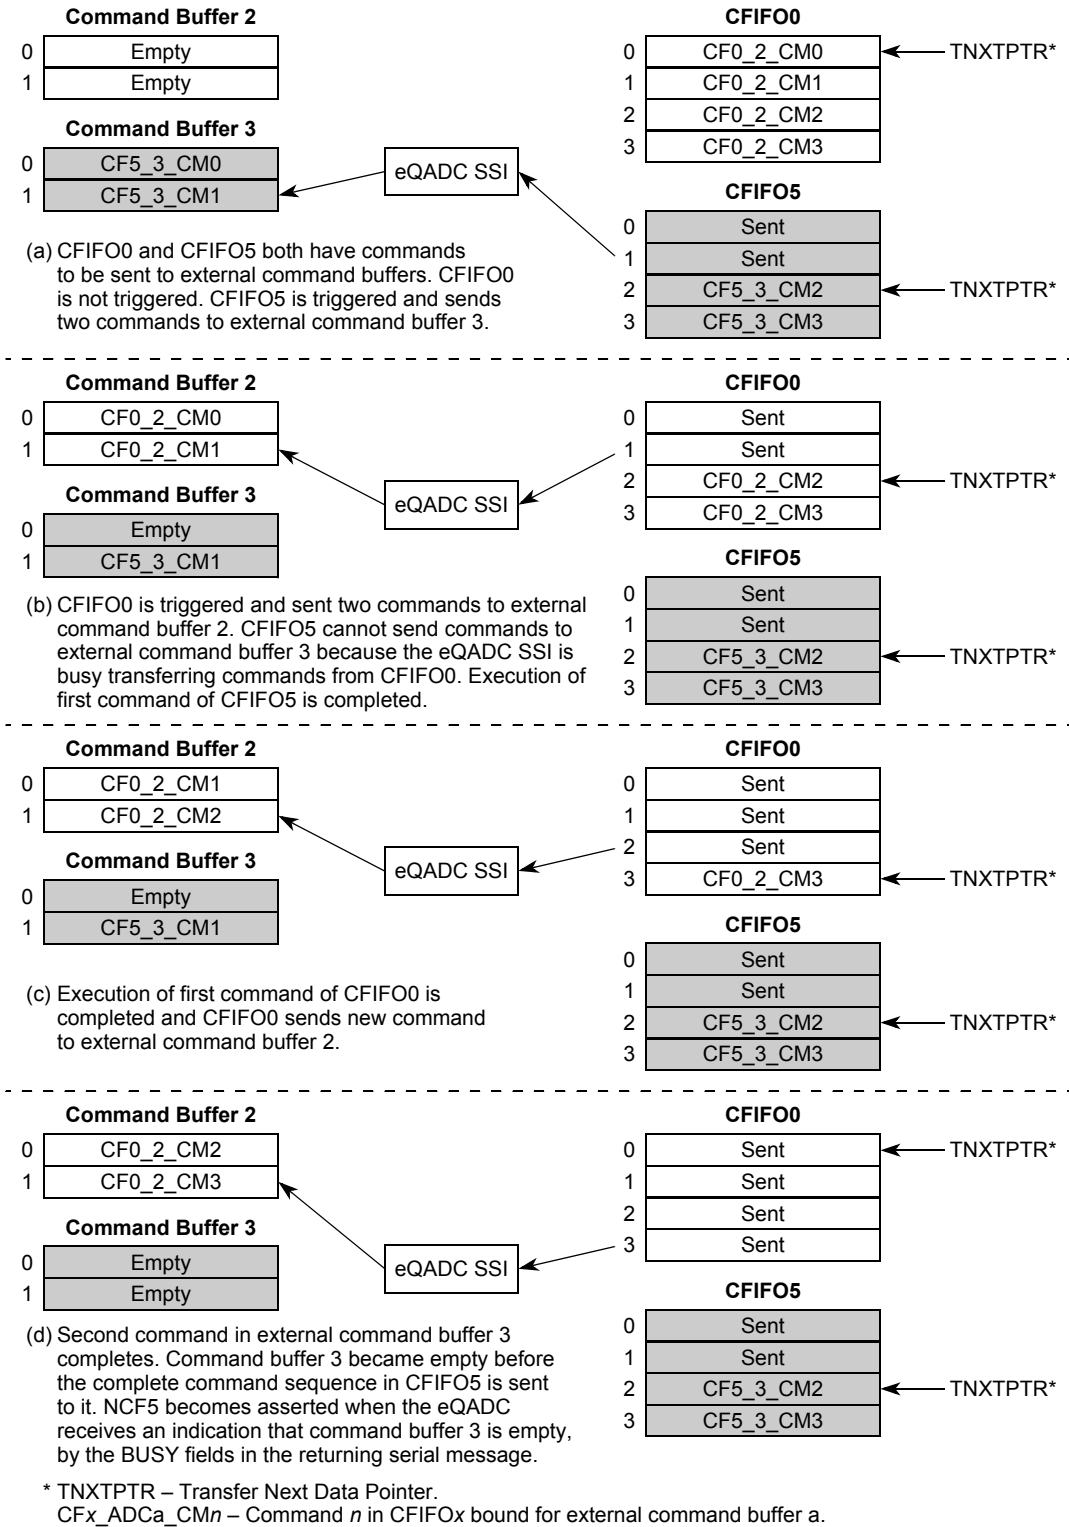 Command Buffer 2
0 Empty
1 Empty
Command Buffer 3
0 CF5_3_CM0
1 CF5_3_CM1
eQADC SSI
CFIFO0
0 CF0_2_CM0 TNXTPTR*
1 CF0_2_CM1
2 CF0_2_CM2
3 CF0_2_CM3
CFIFO5
0 Sent
1 Sent
2 CF5_3_CM2 TNXTPTR*
3 CF5_3_CM3
(a) CFIFO0 and CFIFO5 both have commands
to be sent to external command buffers. CFIFO0
is not triggered. CFIFO5 is triggered and sends
two commands to external command buffer 3.
Command Buffer 2
0 CF0_2_CM0
1 CF0_2_CM1
Command Buffer 3
0 Empty
1 CF5_3_CM1
eQADC SSI
CFIFO0
0 Sent
1 Sent
2 CF0_2_CM2 TNXTPTR*
3 CF0_2_CM3
CFIFO5
0 Sent
1 Sent
2 CF5_3_CM2 TNXTPTR*
3 CF5_3_CM3
(b) CFIFO0 is triggered and sent two commands to external
command buffer 2. CFIFO5 cannot send commands to
external command buffer 3 because the eQADC SSI is
busy transferring commands from CFIFO0. Execution of
first command of CFIFO5 is completed.
Command Buffer 2
0 CF0_2_CM1
1 CF0_2_CM2
Command Buffer 3
0 Empty
1 CF5_3_CM1
eQADC SSI
CFIFO0
0 Sent
1 Sent
2 Sent
3 CF0_2_CM3 TNXTPTR*
CFIFO5
0 Sent
1 Sent
2 CF5_3_CM2 TNXTPTR*
3 CF5_3_CM3
(c) Execution of first command of CFIFO0 is
completed and CFIFO0 sends new command
to external command buffer 2.
Command Buffer 2
0 CF0_2_CM2
1 CF0_2_CM3
Command Buffer 3
0 Empty
1 Empty
eQADC SSI
CFIFO0
0 Sent TNXTPTR*
1 Sent
2 Sent
3 Sent
CFIFO5
0 Sent
1 Sent
2 CF5_3_CM2 TNXTPTR*
3 CF5_3_CM3
(d) Second command in external command buffer 3
completes. Command buffer 3 became empty before
the complete command sequence in CFIFO5 is sent
to it. NCF5 becomes asserted when the eQADC
receives an indication that command buffer 3 is empty,
by the BUSY fields in the returning serial message.
* TNXTPTR – Transfer Next Data Pointer.
CFx_ADCa_CMn – Command n in CFIFOx bound for external command buffer a.